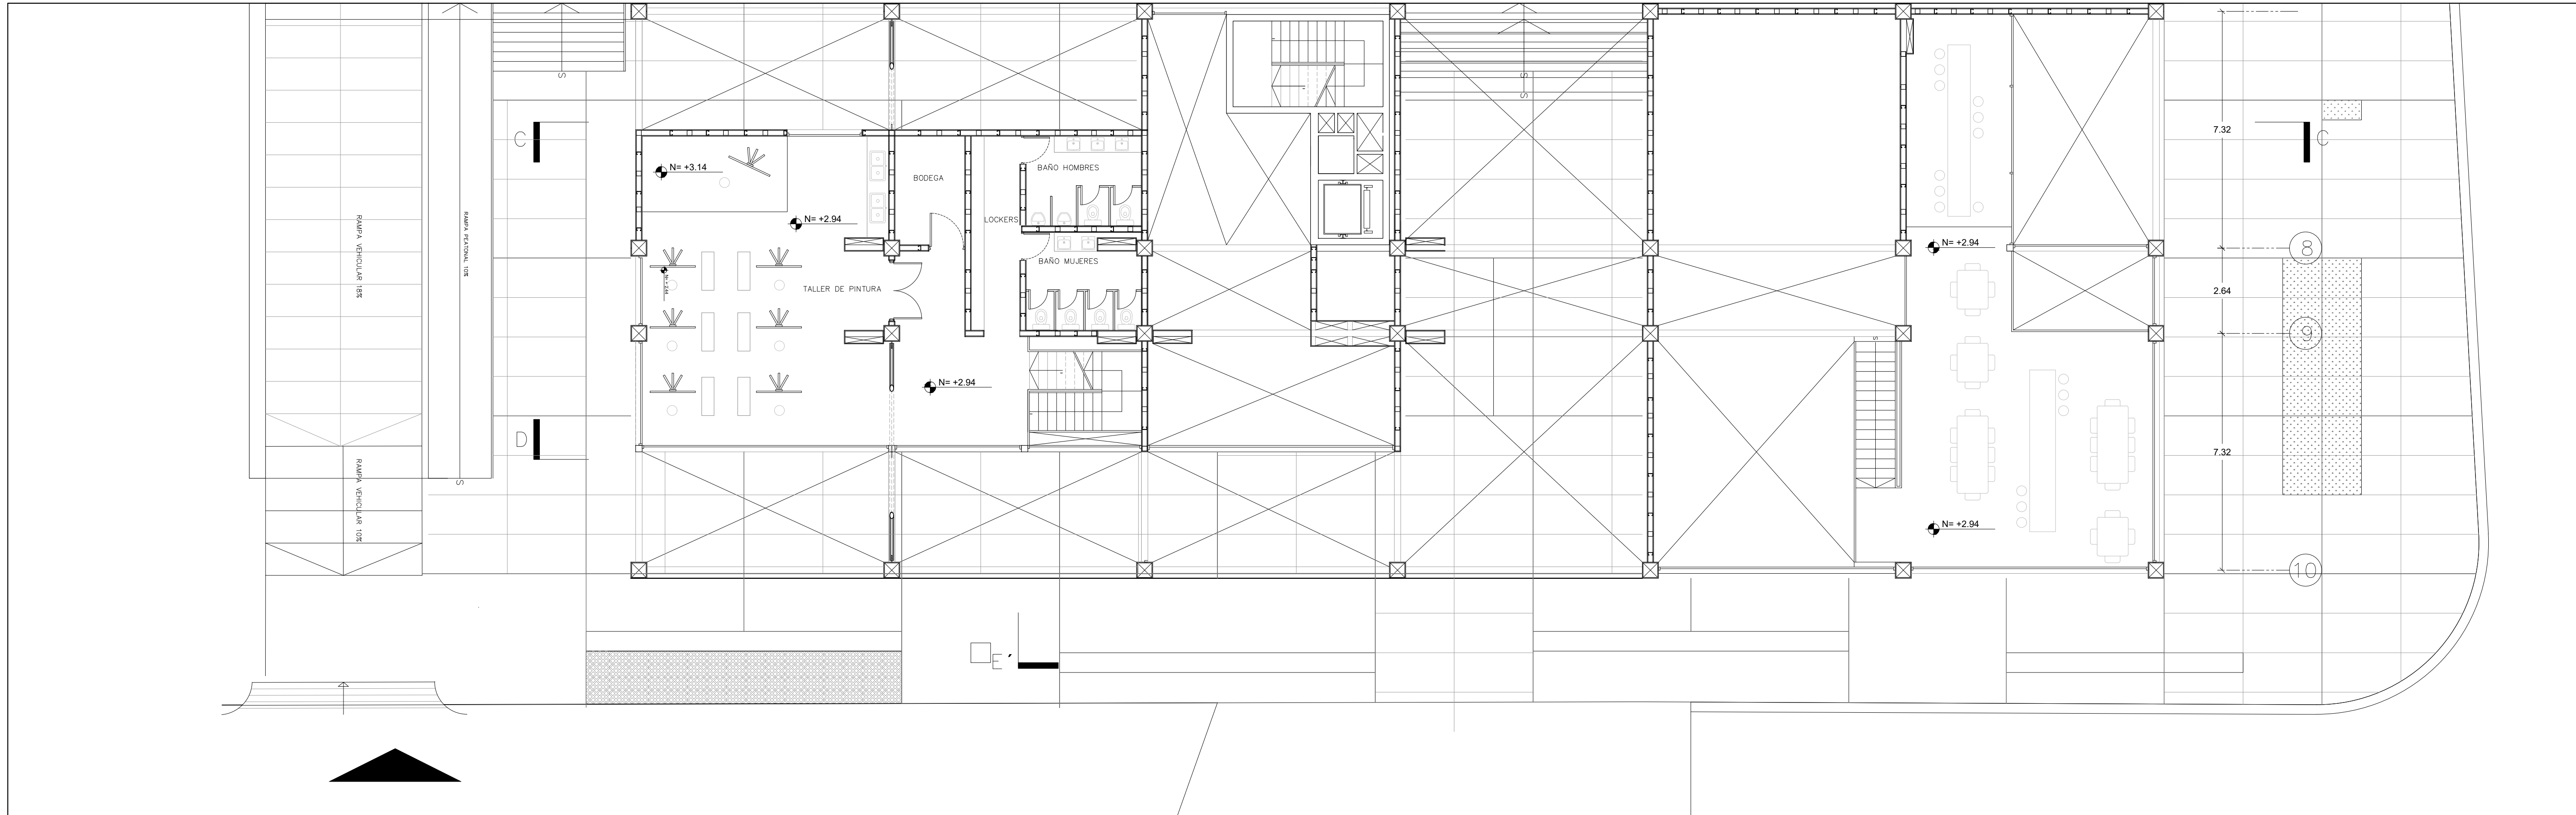 S
S
S
7.32
C
C
N= +3.14
BAÑO HOMBRES
BODEGA
LOCKERS
N= +2.94
RAMPA VEHICULAR 18%
RAMPA PEATONAL 10%
N= +2.94
8
BAÑO MUJERES
TALLER DE PINTURA
2.64
9
S
N= +2.94
D
7.32
S
RAMPA VEHICULAR 10%
N= +2.94
10
E´